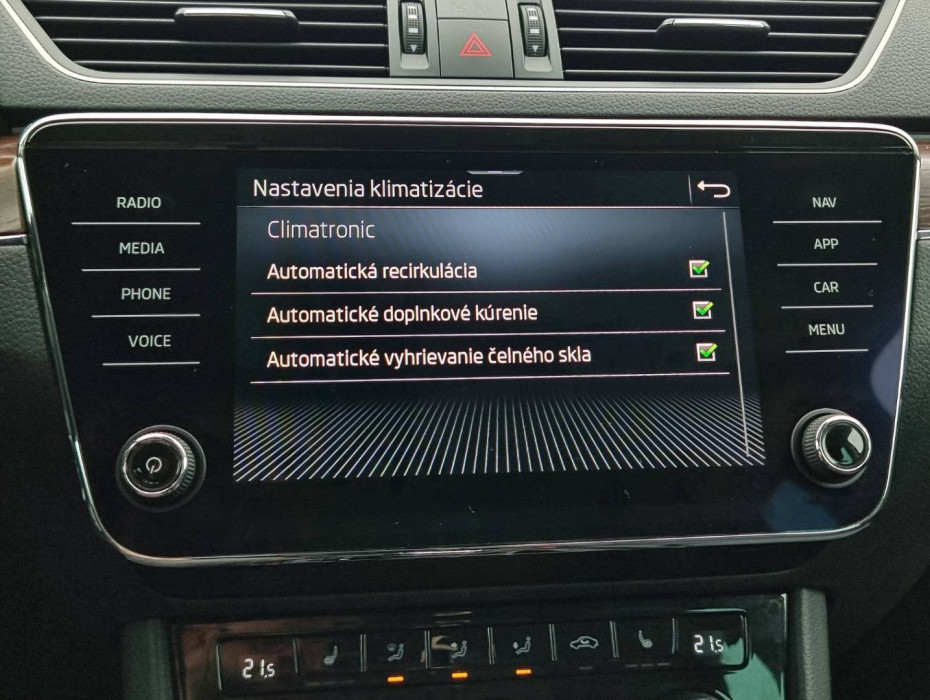 RADIO
MEDIA
PHONE
VOICE
Nastavenia klimatizácie
Climatronic
Automatická recirkulácia
Automatické doplnkové kúrenie
Automatické vyhrievanie čelného skla
NAV
APP
CAR
MENU
21.5
21.5